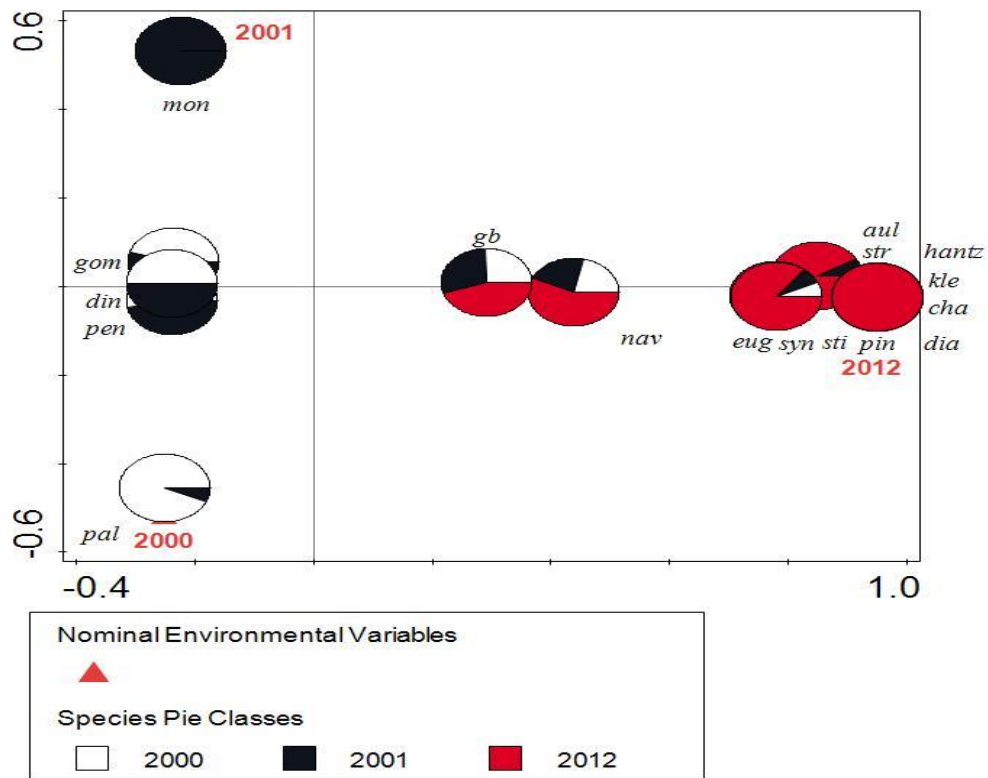 0.6
2001
mon
gb
aul
gom
str
hantz
kle
din
cha
pen
nav
eug syn sti pin dia
2012
pal 2000
-0.6
-0.4 1.0
Nominal Environmental Variables
Species Pie Classes
2000 2001 2012